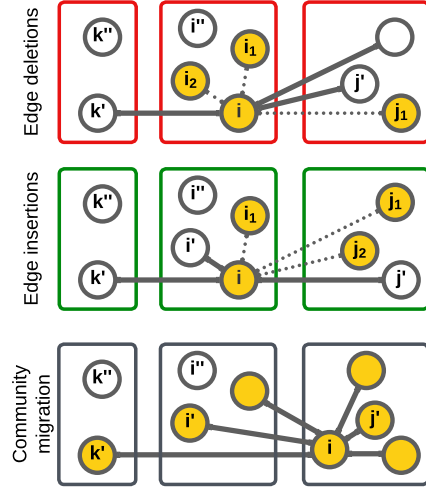 Edge deletions
k''
i''
i₁
i₂
j'
k'
i
j₁
Edge insertions
k''
i''
i₁
j₁
i'
j₂
k'
i
j'
Community
migration
k''
i''
i'
j'
k'
i